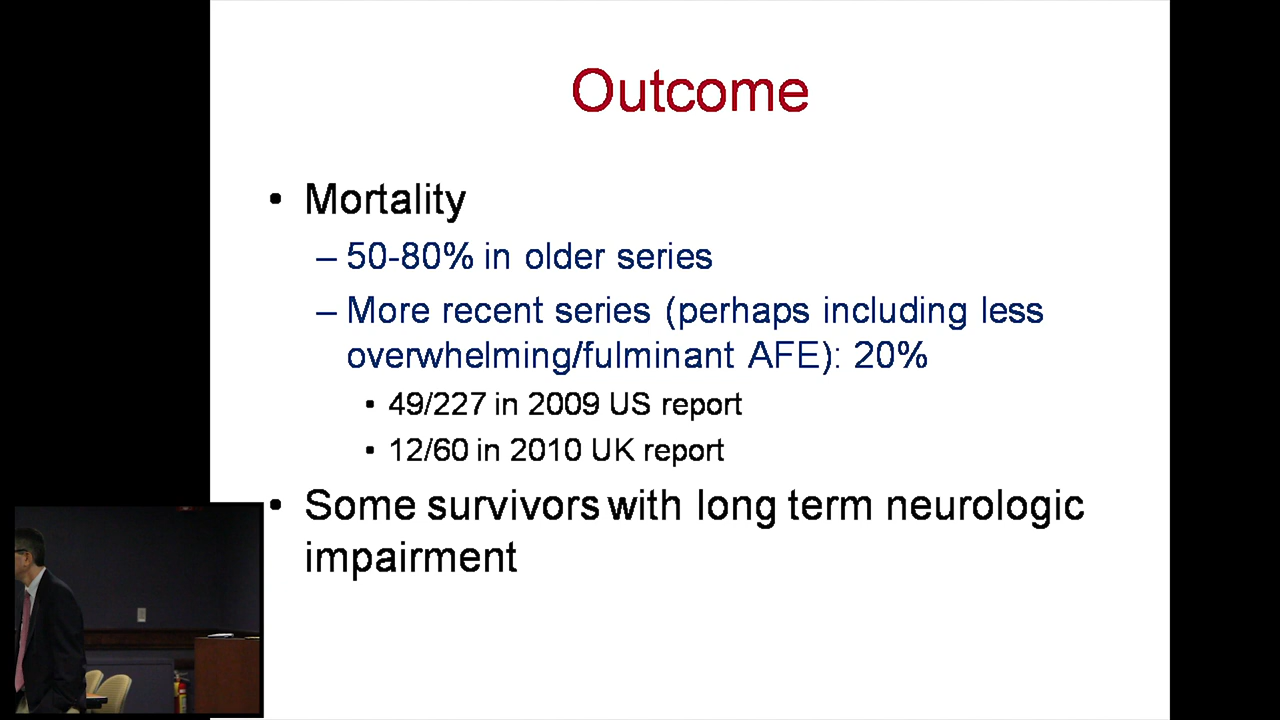 Outcome
• Mortality
– 50-80% in older series
– More recent series (perhaps including less
overwhelming/fulminant AFE): 20%
• 49/227 in 2009 US report
• 12/60 in 2010 UK report
• Some survivors with long term neurologic
impairment